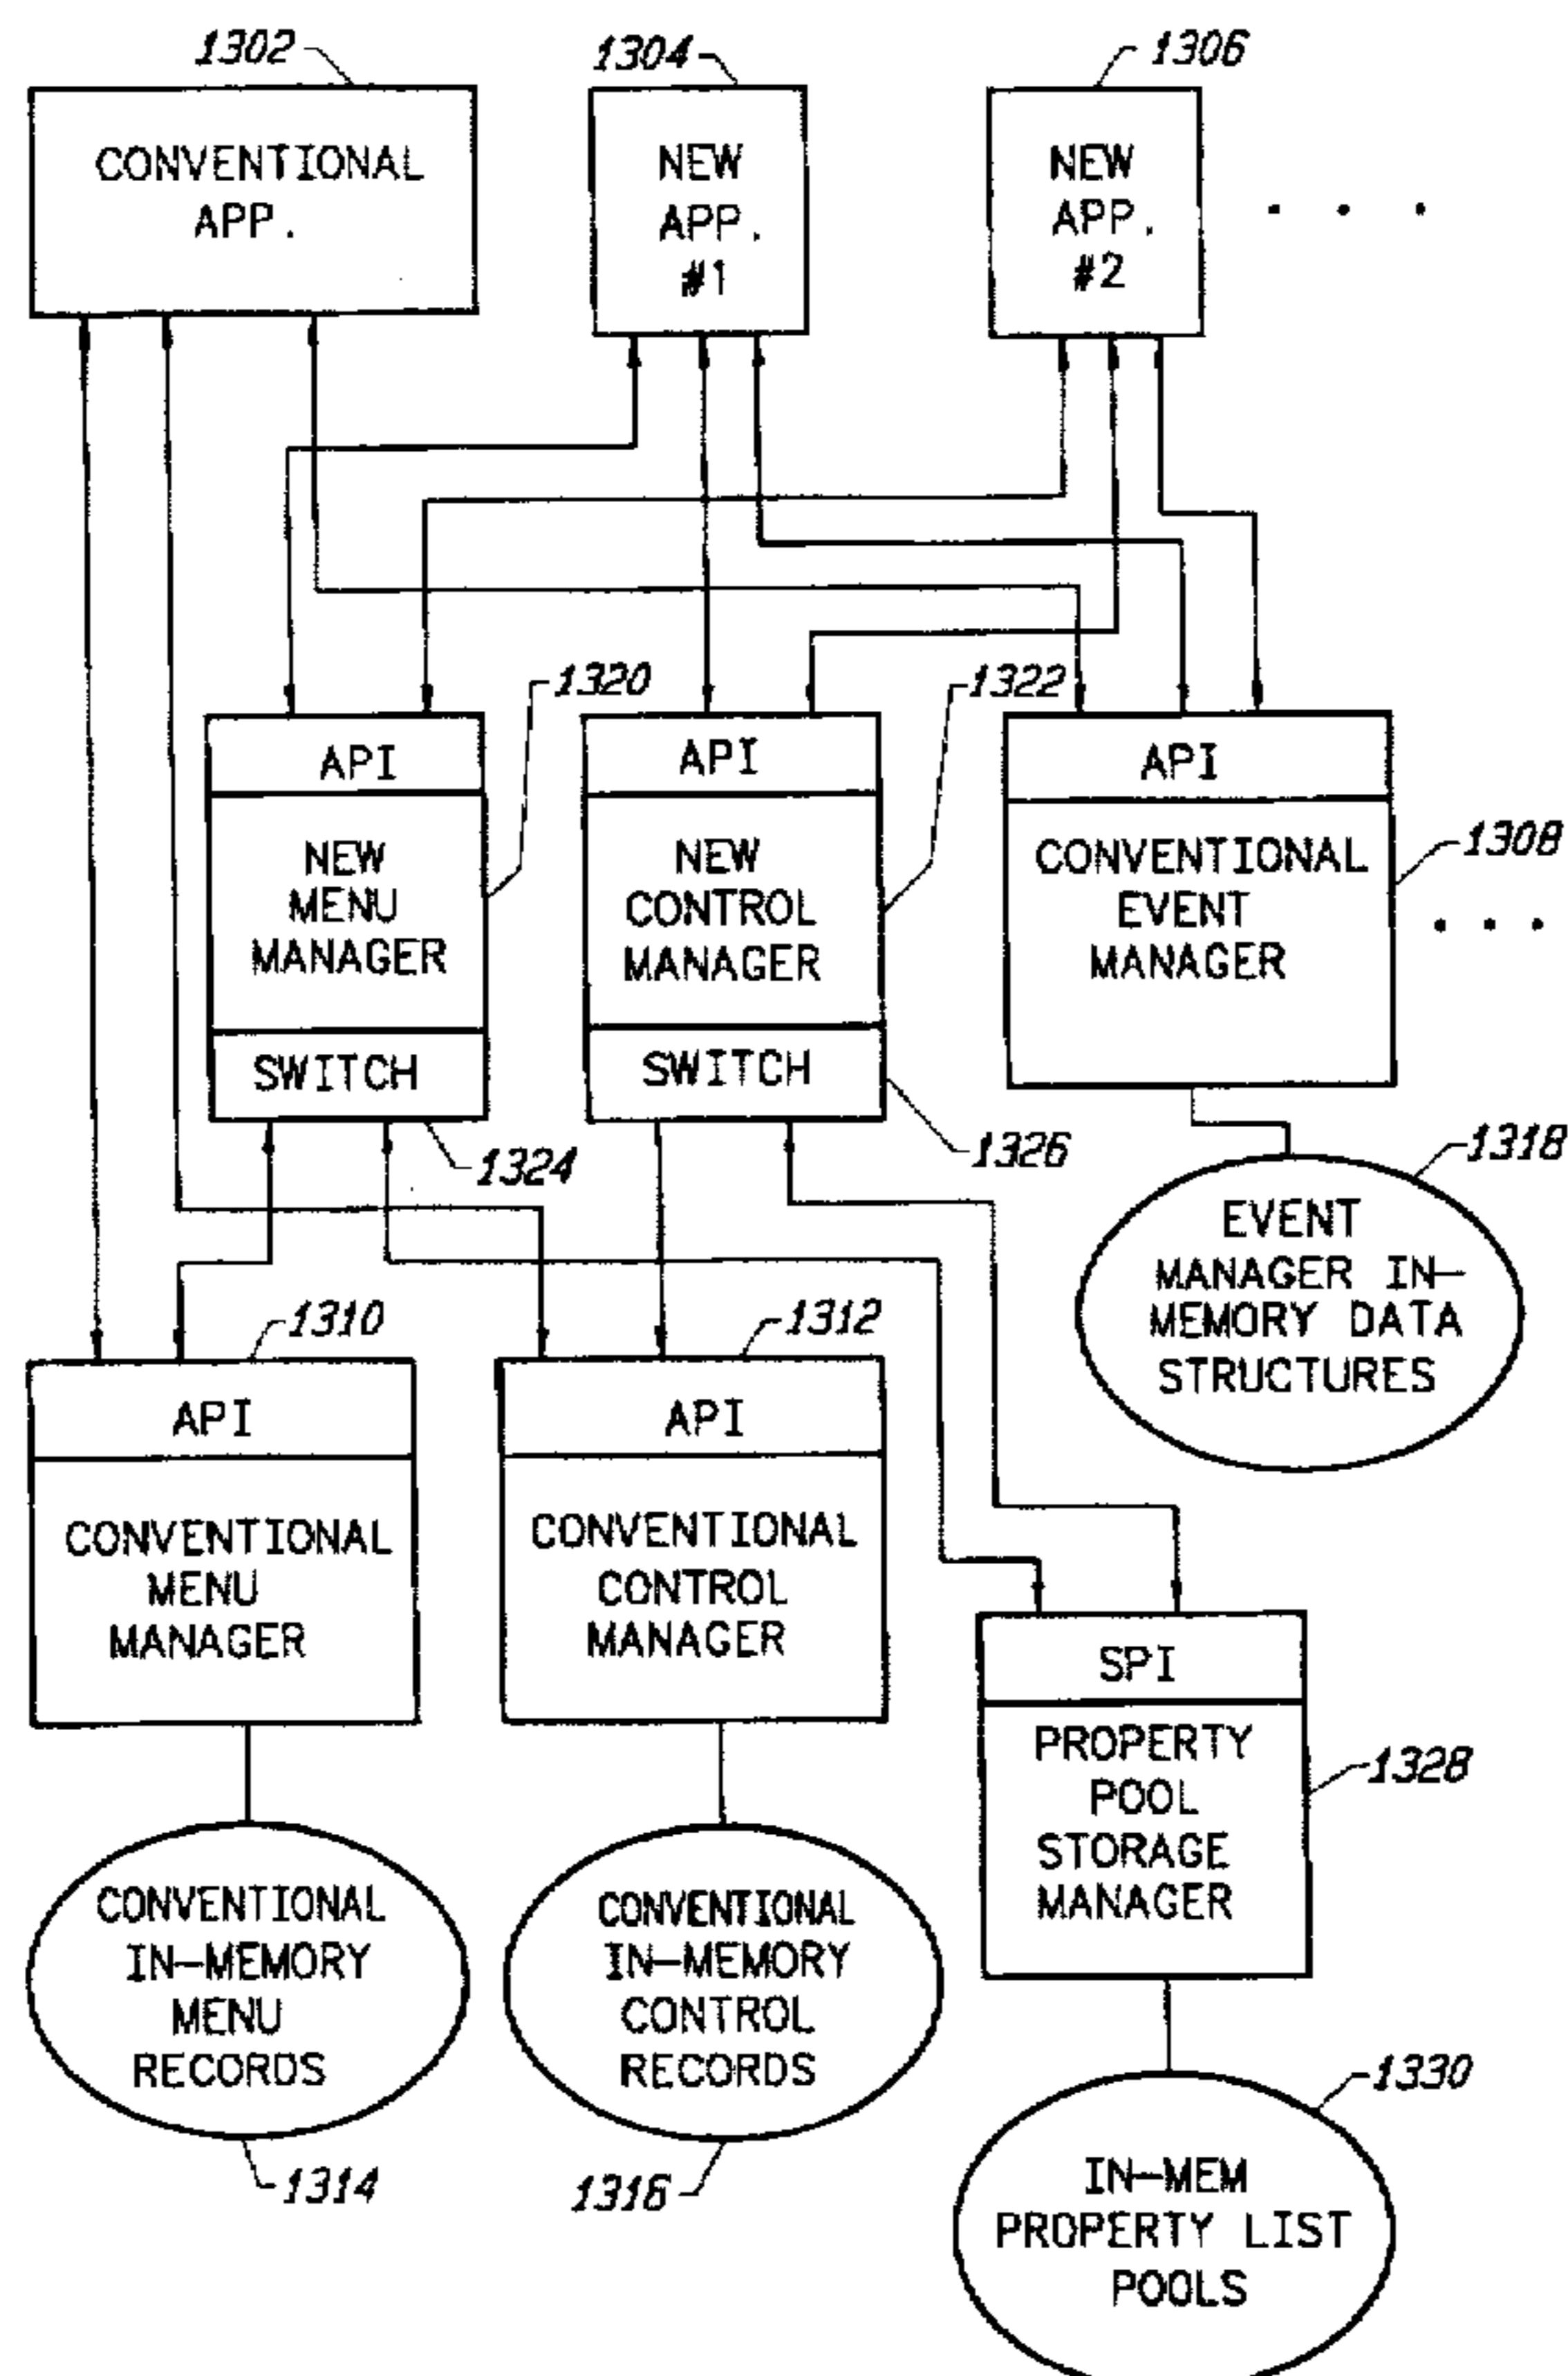 1302
1304
1306
CONVENTIONAL
APP.
NEW
APP.
#1
NEW
APP.
#2
. . .
1320
1322
API
NEW
MENU
MANAGER
SWITCH
API
NEW
CONTROL
MANAGER
SWITCH
API
CONVENTIONAL
EVENT
MANAGER
1308
. . .
1324
1326
1318
EVENT
MANAGER IN-
MEMORY DATA
STRUCTURES
1310
1312
API
CONVENTIONAL
MENU
MANAGER
API
CONVENTIONAL
CONTROL
MANAGER
SPI
PROPERTY
POOL
STORAGE
MANAGER
1328
CONVENTIONAL
IN-MEMORY
MENU
RECORDS
CONVENTIONAL
IN-MEMORY
CONTROL
RECORDS
1314
1316
1330
IN-MEM
PROPERTY LIST
POOLS